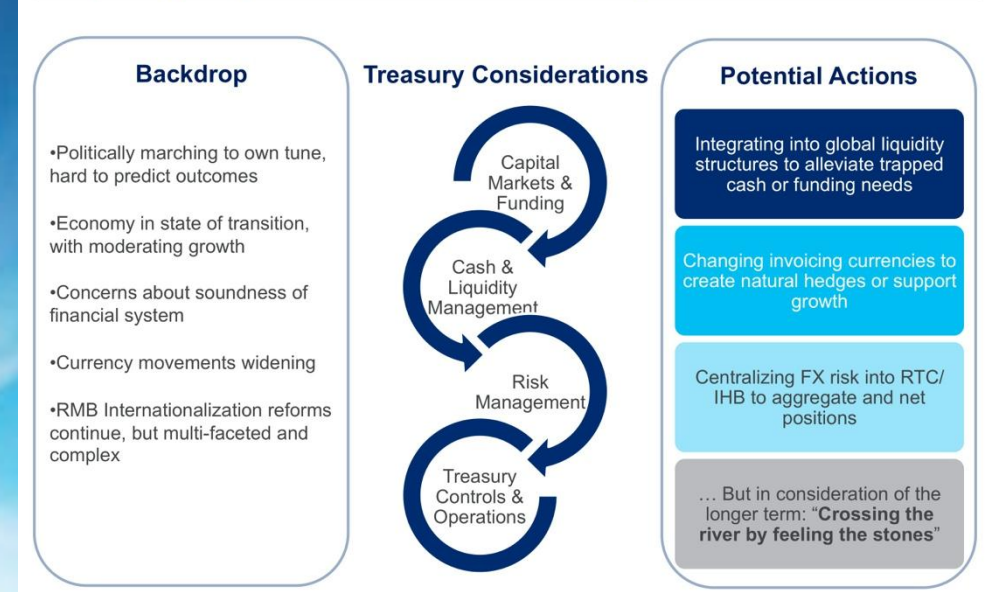 Backdrop
•Politically marching to own tune,
hard to predict outcomes
•Economy in state of transition,
with moderating growth
•Concerns about soundness of
financial system
•Currency movements widening
•RMB Internationalization reforms
continue, but multi-faceted and
complex
Treasury Considerations
Capital
Markets &
Funding
Cash &
Liquidity
Management
Risk
Management
Treasury
Controls &
Operations
Potential Actions
Integrating into global liquidity
structures to alleviate trapped
cash or funding needs
Changing invoicing currencies to
create natural hedges or support
growth
Centralizing FX risk into RTC/
IHB to aggregate and net
positions
… But in consideration of the
longer term: “Crossing the
river by feeling the stones”